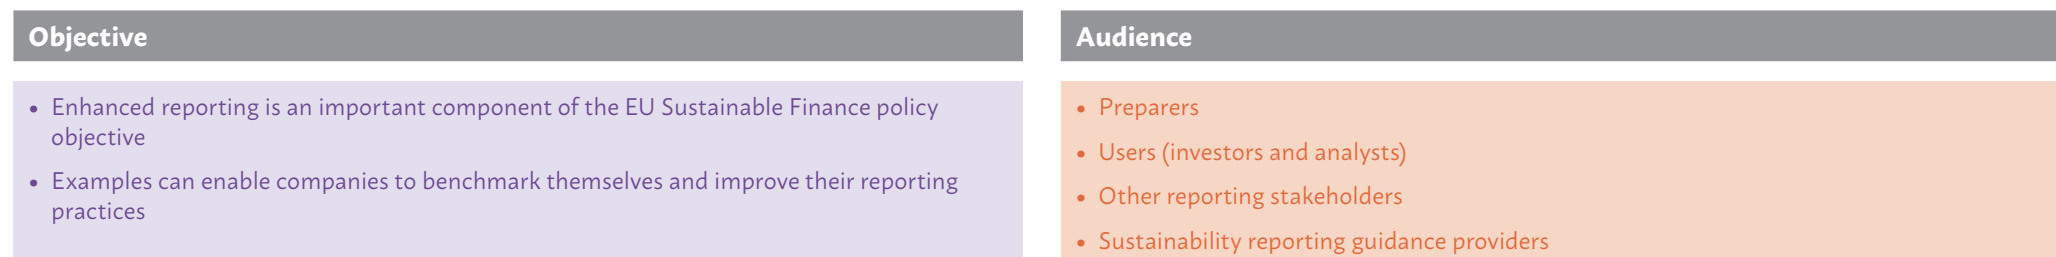 Objective
• Enhanced reporting is an important component of the EU Sustainable Finance policy
objective
• Examples can enable companies to benchmark themselves and improve their reporting
practices
Audience
• Preparers
• Users (investors and analysts)
• Other reporting stakeholders
• Sustainability reporting guidance providers